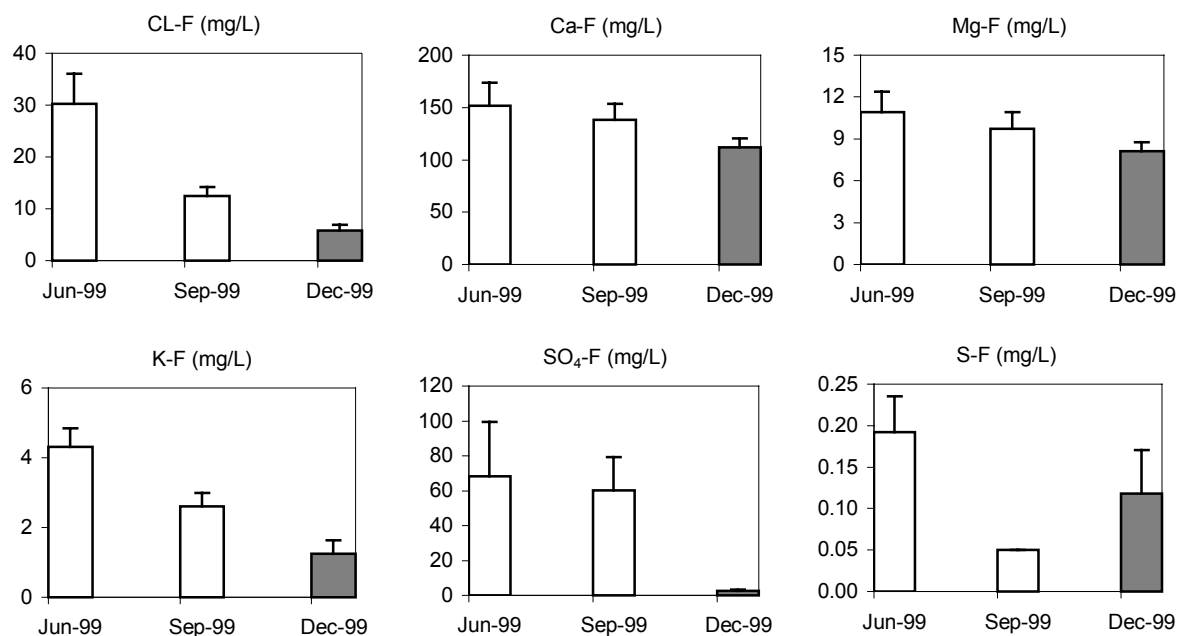 CL-F (mg/L)
40
30
20
10
0
Jun-99 Sep-99 Dec-99
Ca-F (mg/L)
200
150
100
50
0
Jun-99 Sep-99 Dec-99
Mg-F (mg/L)
15
12
9
6
3
0
Jun-99 Sep-99 Dec-99
K-F (mg/L)
6
4
2
0
Jun-99 Sep-99 Dec-99
SO₄-F (mg/L)
120
100
80
60
40
20
0
Jun-99 Sep-99 Dec-99
S-F (mg/L)
0.25
0.20
0.15
0.10
0.05
0.00
Jun-99 Sep-99 Dec-99